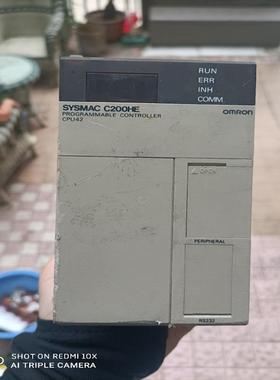 RUN
ERR
INH
COMM
SYSMAC C200HE
PROGRAMMABLE CONTROLLER
CPU42
OMRON
OPEN
PERIPHERAL
RS232
SHOT ON REDMI 10X
AI TRIPLE CAMERA